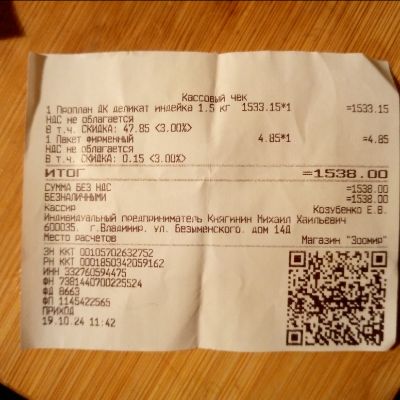 Кассовый чек
1 Проплан ДК деликат индейка 1.5 кг 1533.15*1 =1533.15
НДС не облагается
В т.ч. СКИДКА: 47.85 <3.00%>
1 Пакет фирменный 4.85*1 =4.85
НДС не облагается
В т.ч. СКИДКА: 0.15 <3.00%>
ИТОГ =1538.00
СУММА БЕЗ НДС =1538.00
БЕЗНАЛИЧНЫМИ =1538.00
Кассир Козубенко Е.В.
Индивидуальный предприниматель Княгинин Михаил Хаильевич
600035. г.Владимир. ул. Безыменского. дом 14Д
Место расчетов Магазин "Зоомир"
ЗН ККТ 00105702632752
РН ККТ 0001850342059162
ИНН 332760594475
ФН 7381440700225524
ФД 8663
ФП 1145422565
ПРИХОД
19.10.24 11:42